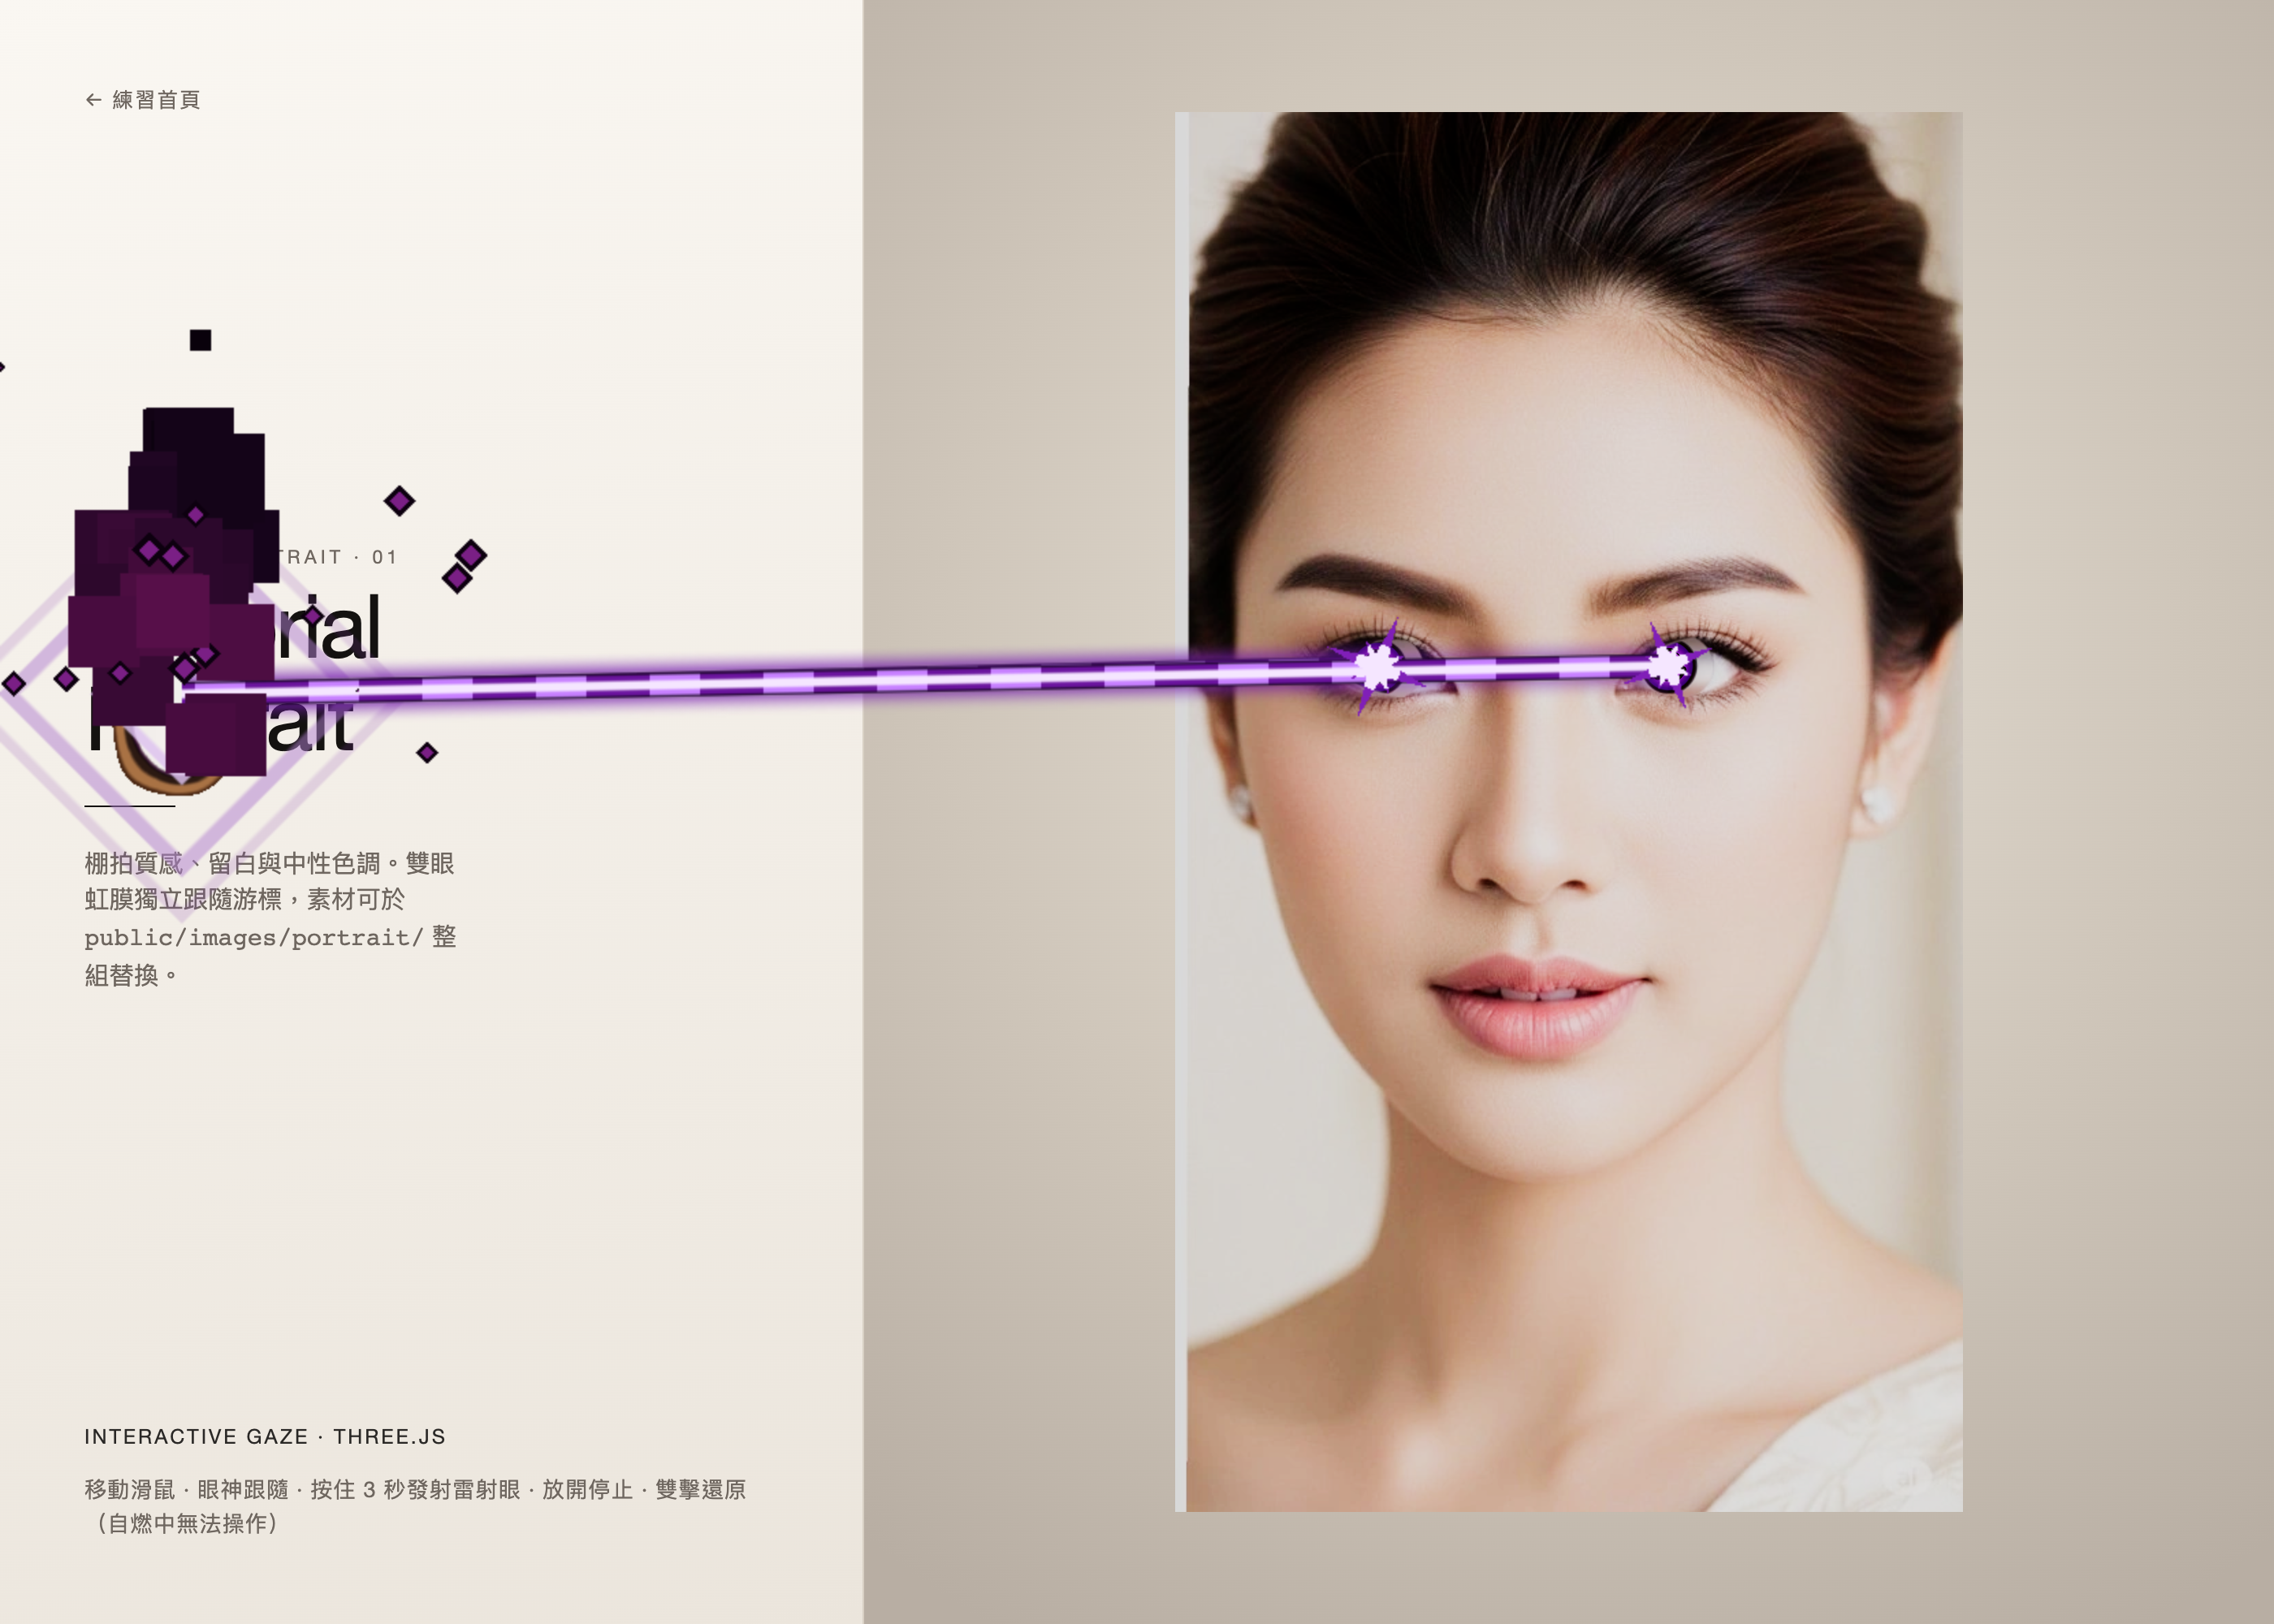 ← 練習首頁
TRAIT · 01
rial
ait
棚拍質感、留白與中性色調。雙眼
虹膜獨立跟隨游標，素材可於
public/images/portrait/ 整
組替換。
INTERACTIVE GAZE · THREE.JS
移動滑鼠 · 眼神跟隨 · 按住 3 秒發射雷射眼 · 放開停止 · 雙擊還原
（自燃中無法操作）